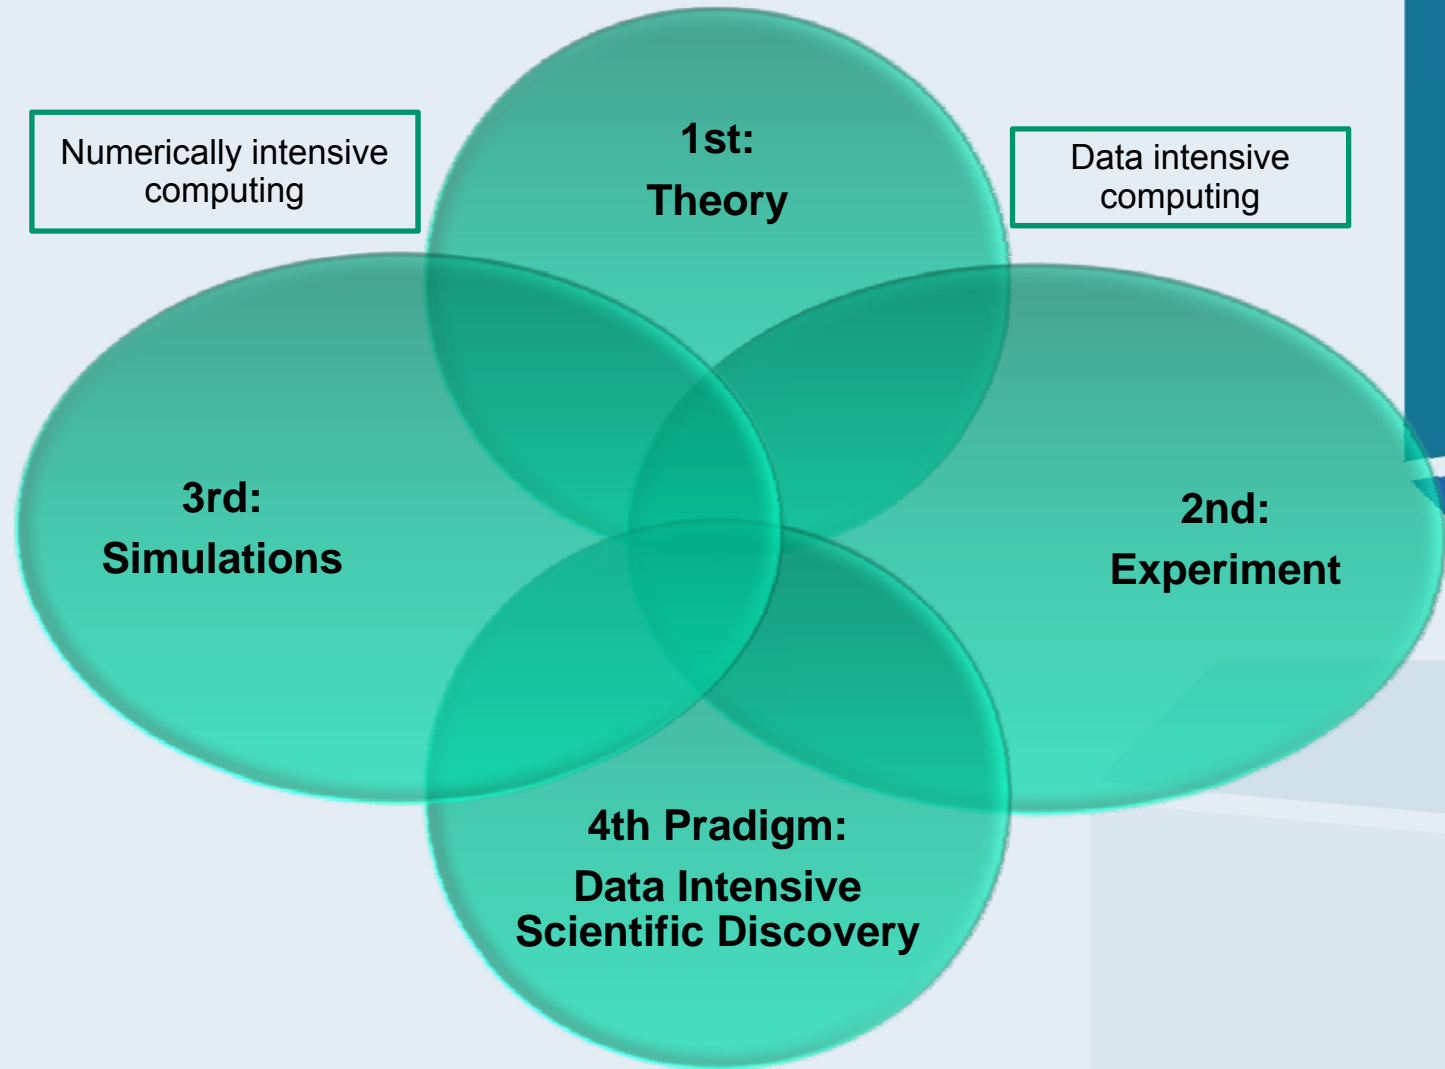 1st:
Theory
Numerically intensive
computing
Data intensive
computing
3rd:
Simulations
2nd:
Experiment
4th Pradigm:
Data Intensive
Scientific Discovery